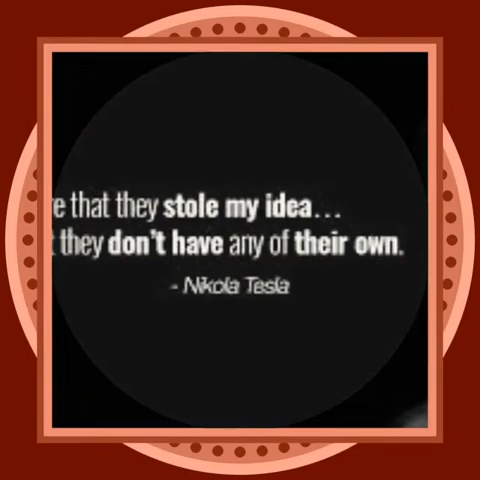 e that they stole my idea...
they don't have any of their own.
- Nikola Tesla